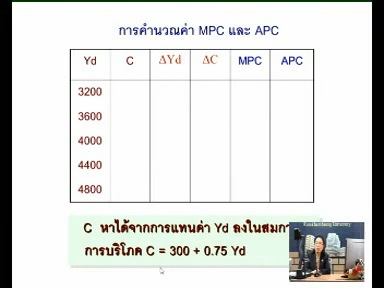 การคำนวณค่า MPC และ APC
Yd C ΔYd ΔC MPC APC
3200
3600
4000
4400
4800
C หาได้จากการแทนค่า Yd ลงในสมกา
การบริโภค C = 300 + 0.75 Yd